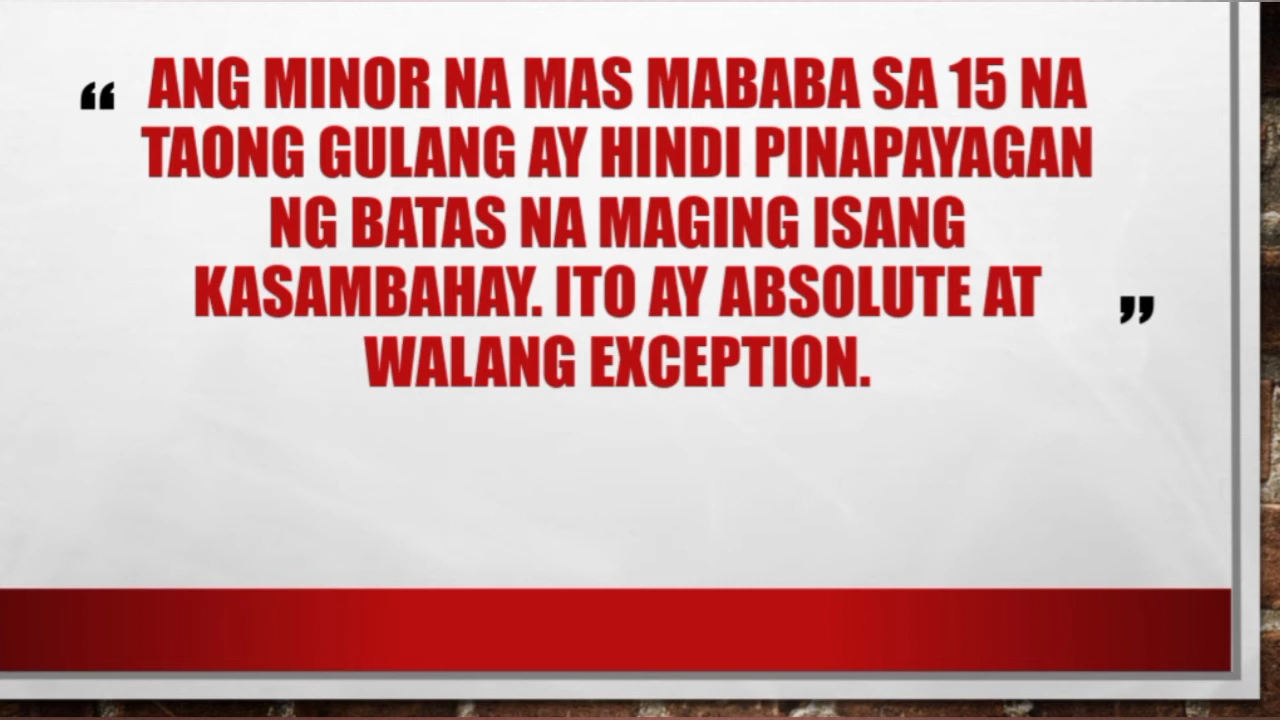 “ ANG MINOR NA MAS MABABA SA 15 NA
TAONG GULANG AY HINDI PINAPAYAGAN
NG BATAS NA MAGING ISANG
KASAMBAHAY. ITO AY ABSOLUTE AT
WALANG EXCEPTION. ”